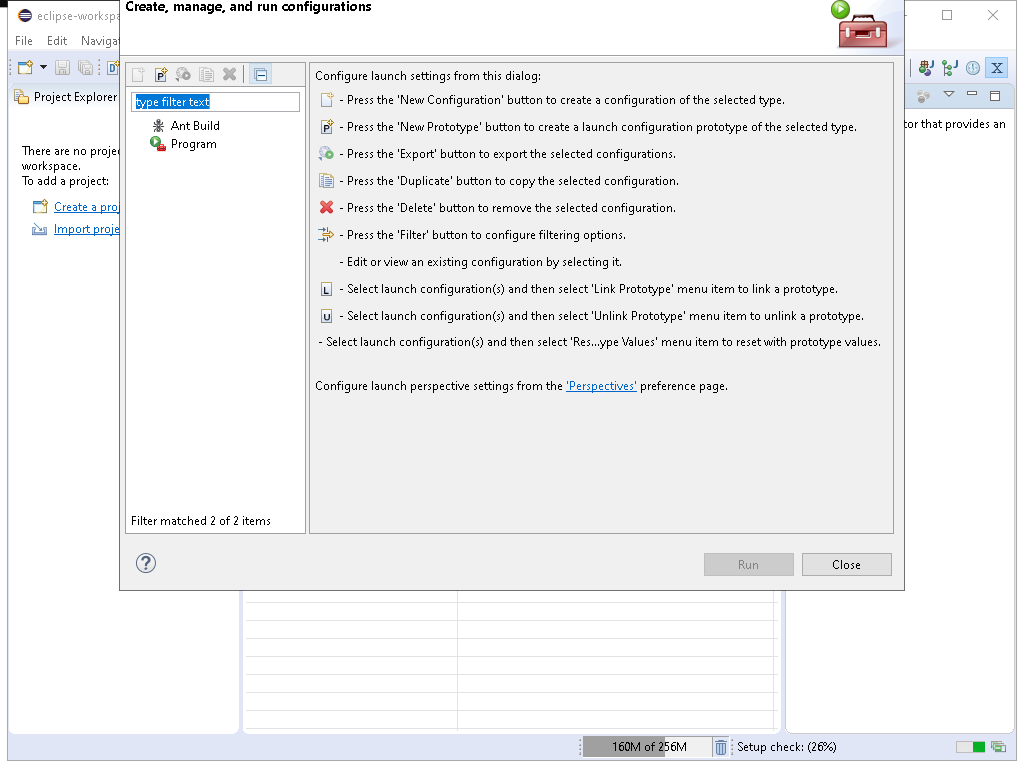 Create, manage, and run configurations
eclipse-workspa
File Edit Naviga
Project Explorer
There are no proje
workspace.
To add a project:
Create a proj
Import proje
type filter text
Ant Build
Program
Filter matched 2 of 2 items
Configure launch settings from this dialog:
- Press the 'New Configuration' button to create a configuration of the selected type.
- Press the 'New Prototype' button to create a launch configuration prototype of the selected type.
- Press the 'Export' button to export the selected configurations.
- Press the 'Duplicate' button to copy the selected configuration.
- Press the 'Delete' button to remove the selected configuration.
- Press the 'Filter' button to configure filtering options.
- Edit or view an existing configuration by selecting it.
L - Select launch configuration(s) and then select 'Link Prototype' menu item to link a prototype.
U - Select launch configuration(s) and then select 'Unlink Prototype' menu item to unlink a prototype.
- Select launch configuration(s) and then select 'Res...ype Values' menu item to reset with prototype values.
Configure launch perspective settings from the 'Perspectives' preference page.
tor that provides an
Run Close
160M of 256M
Setup check: (26%)